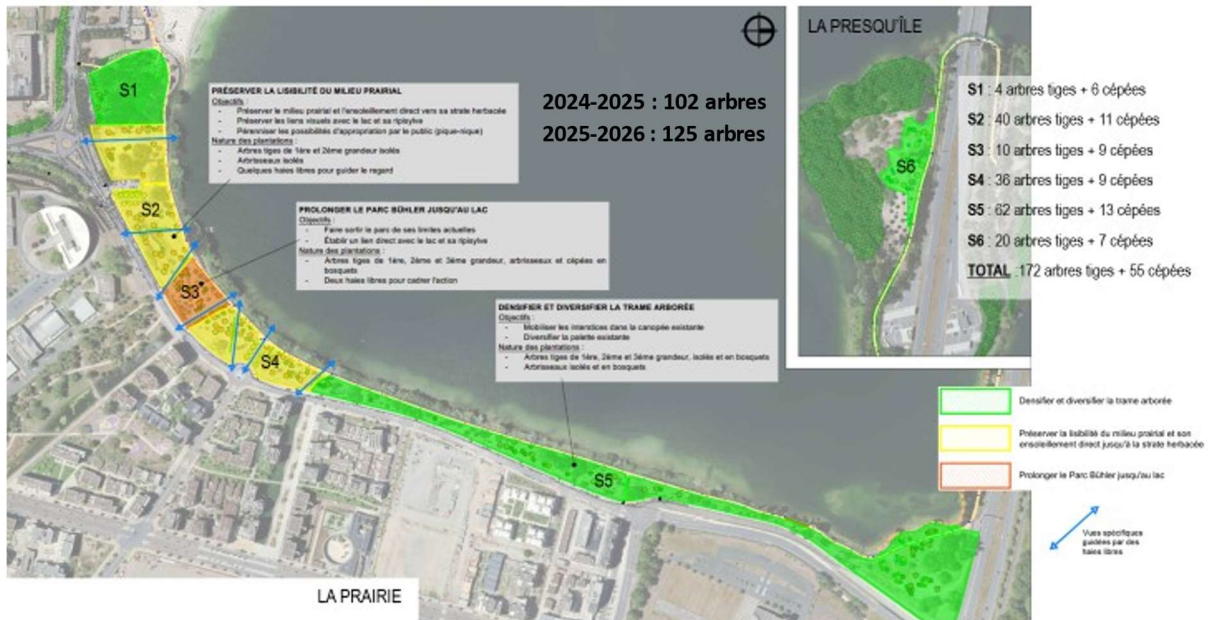 LA PRESQU'ÎLE
S1
PRÉSERVER LA LISIBILITÉ DU MILIEU PRAIRIAL
Objectifs :
- Préserver le milieu prairial et l'ensoleillement direct vers sa strate herbacée
- Préserver les liens visuels avec le lac et sa ripisylve
- Pérenniser les possibilités d'appropriation par le public (pique-nique)
Nature des plantations :
- Arbres tiges de 1ère et 2ème grandeur isolés
- Arbrisseaux isolés
- Quelques haies libres pour guider le regard
2024-2025 : 102 arbres
2025-2026 : 125 arbres
S1 : 4 arbres tiges + 6 cépées
S2 : 40 arbres tiges + 11 cépées
S3 : 10 arbres tiges + 9 cépées
S4 : 36 arbres tiges + 9 cépées
S5 : 62 arbres tiges + 13 cépées
S6 : 20 arbres tiges + 7 cépées
TOTAL : 172 arbres tiges + 55 cépées
S6
S2
PROLONGER LE PARC BÜHLER JUSQU'AU LAC
Objectifs :
- Faire sortir le parc de ses limites actuelles
- Établir un lien direct avec le lac et sa ripisylve
Nature des plantations :
- Arbres tiges de 1ère, 2ème et 3ème grandeur, arbrisseaux et cépées en
bosquets
- Deux haies libres pour cadrer l'action
S3
DENSIFIER ET DIVERSIFIER LA TRAME ARBORÉE
Objectifs :
- Mobiliser les interstices dans la canopée existante
- Diversifier la palette existante
Nature des plantations :
- Arbres tiges de 1ère, 2ème et 3ème grandeur, isolés et en bosquets
- Arbrisseaux isolés et en bosquets
S4
S5
Densifier et diversifier la trame arborée
Préserver la lisibilité du milieu prairial et son
ensoleillement direct jusqu'à la strate herbacée
Prolonger le Parc Bühler jusqu'au lac
Vues spécifiques
guidées par des
haies libres
LA PRAIRIE